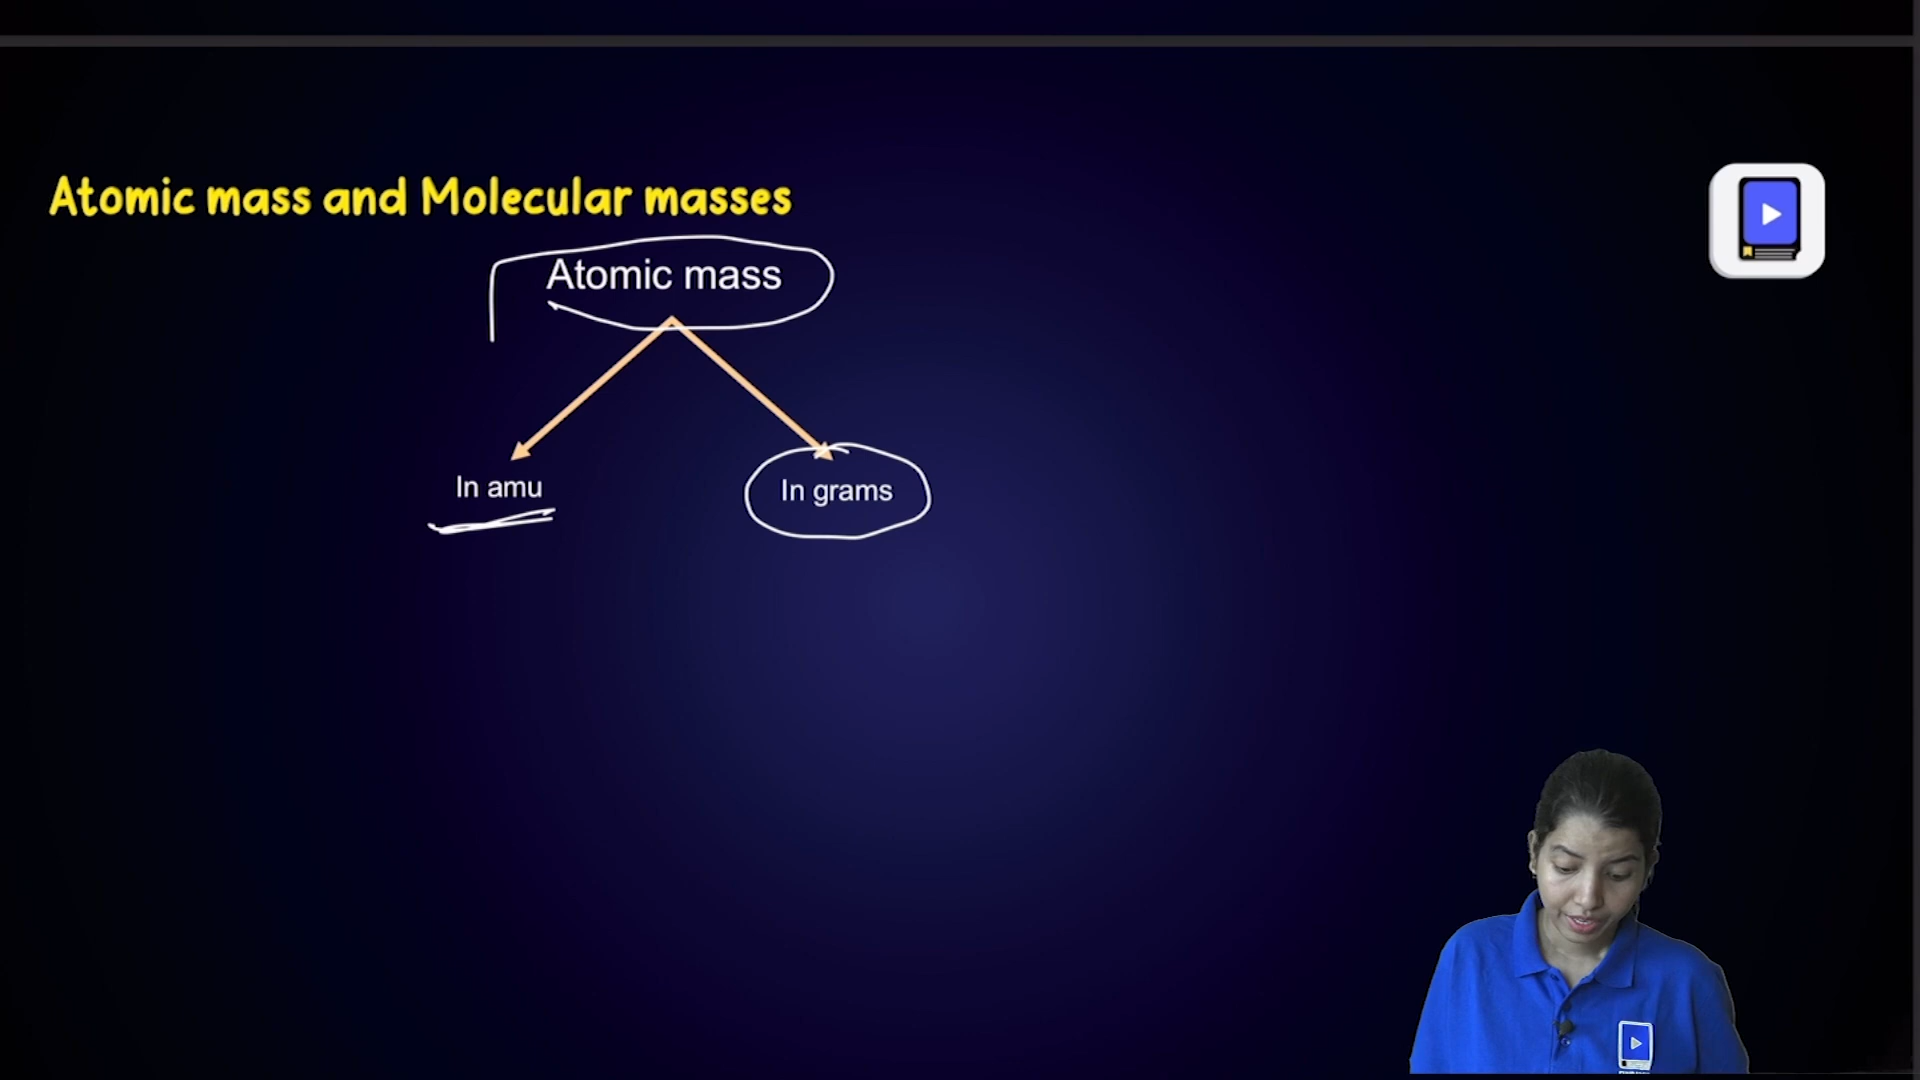 Atomic mass and Molecular masses
Atomic mass
In amu
In grams